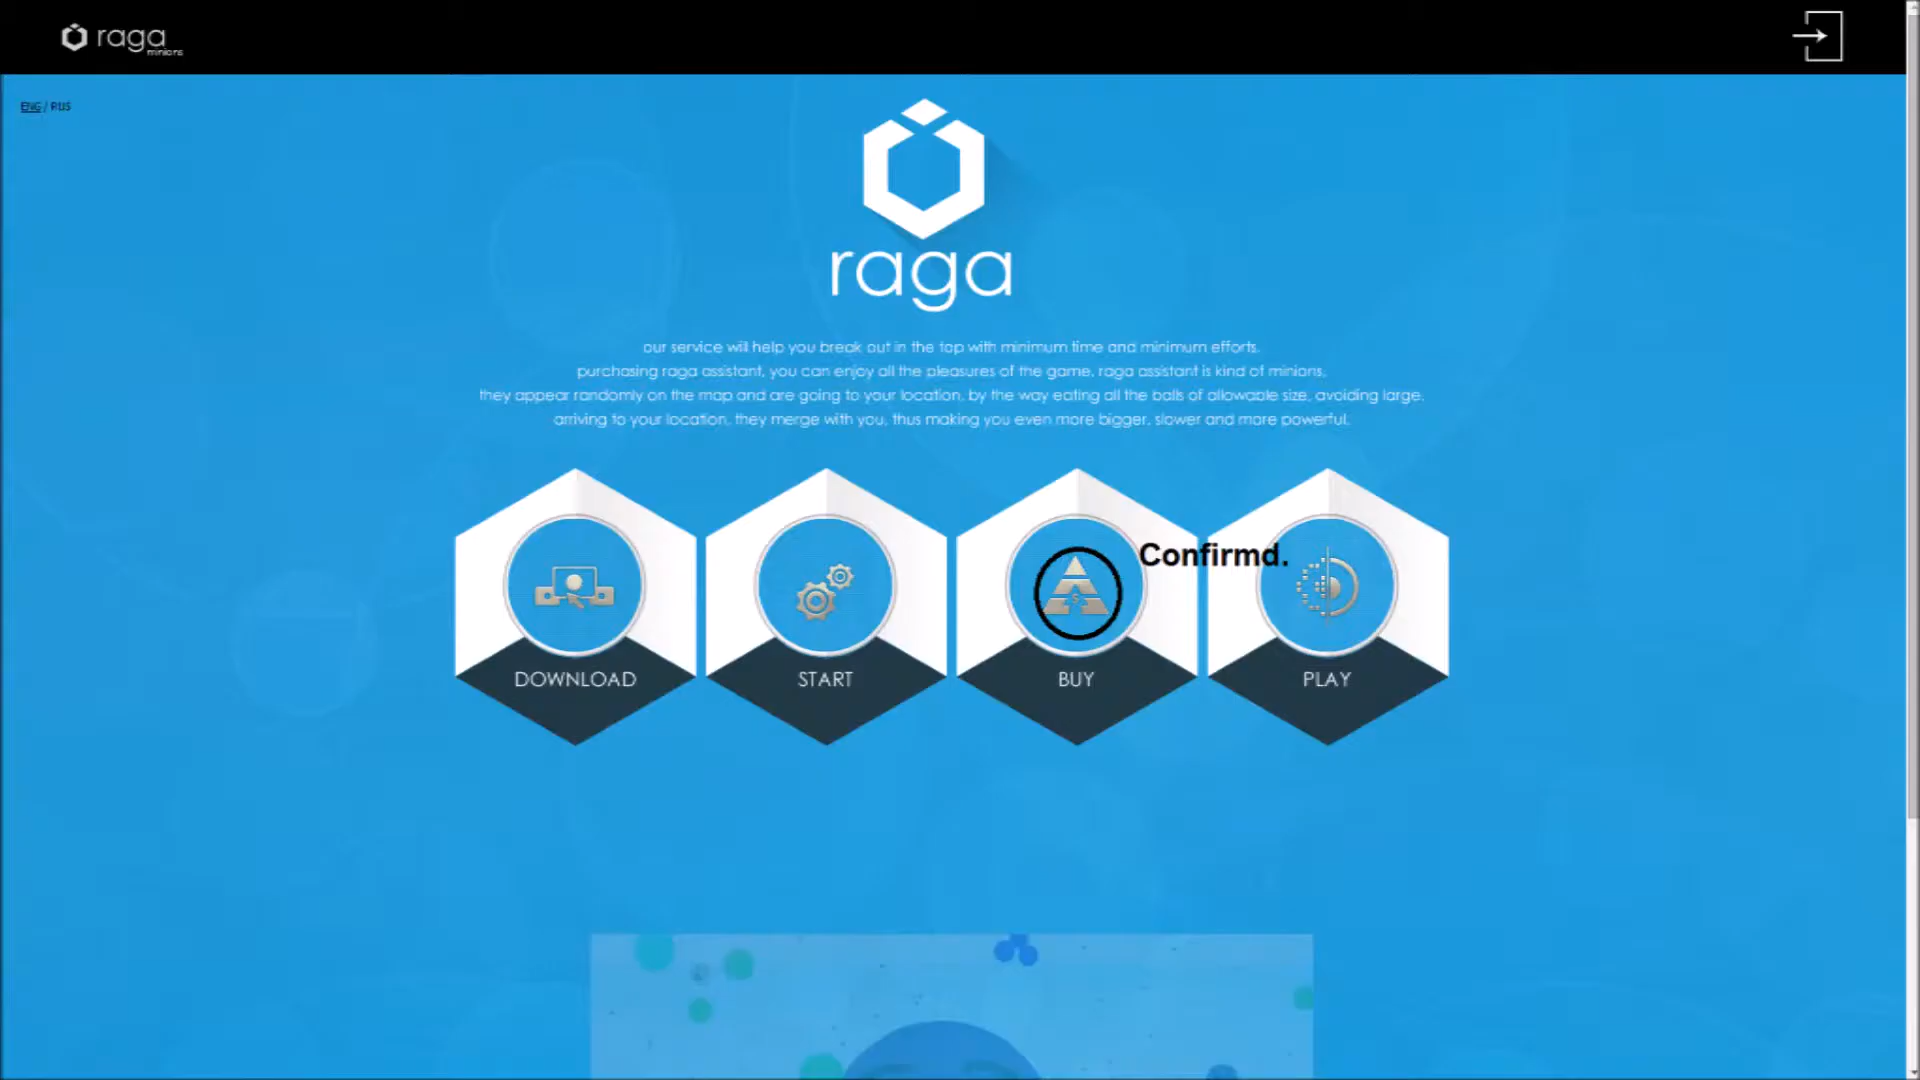 raga
minions
ENG / RUS
raga
our service will help you break out in the top with minimum time and minimum efforts.
purchasing raga assistant, you can enjoy all the pleasures of the game, raga assistant is kind of minions,
they appear randomly on the map and are going to your location, by the way eating all the balls of allowable size, avoiding large.
arriving to your location, they merge with you, thus making you even more bigger, slower and more powerful.
Confirmd.
DOWNLOAD
START
BUY
PLAY